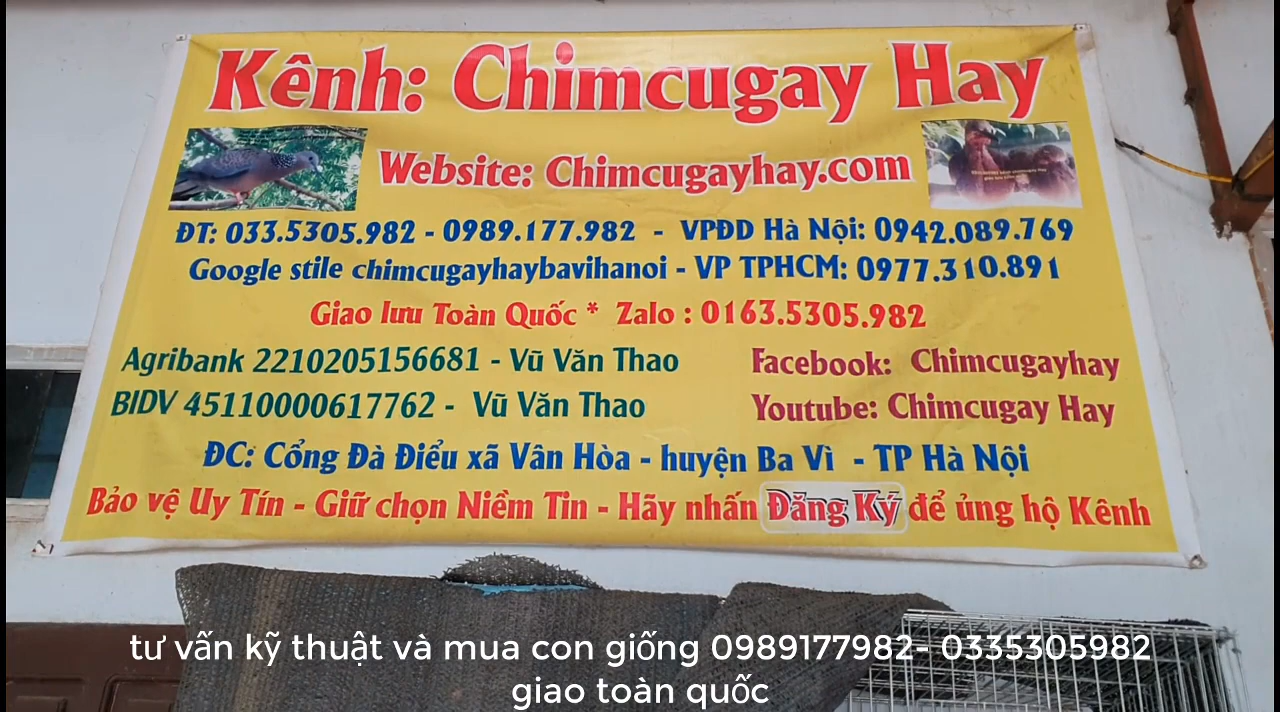 Kênh: Chimcugay Hay
Website: Chimcugayhay.com
ĐT: 033.5305.982 - 0989.177.982 - VPĐD Hà Nội: 0942.089.769
Google stile chimcugayhaybavihanoi - VP TPHCM: 0977.310.891
Giao lưu Toàn Quốc * Zalo : 0163.5305.982
Agribank 2210205156681 - Vũ Văn Thao
Facebook: Chimcugayhay
BIDV 45110000617762 - Vũ Văn Thao
Youtube: Chimcugay Hay
ĐC: Cổng Đà Điểu xã Vân Hòa - huyện Ba Vì - TP Hà Nội
Bảo vệ Uy Tín - Giữ chọn Niềm Tin - Hãy nhấn Đăng Ký để ủng hộ Kênh
tư vấn kỹ thuật và mua con giống 0989177982- 0335305982
giao toàn quốc